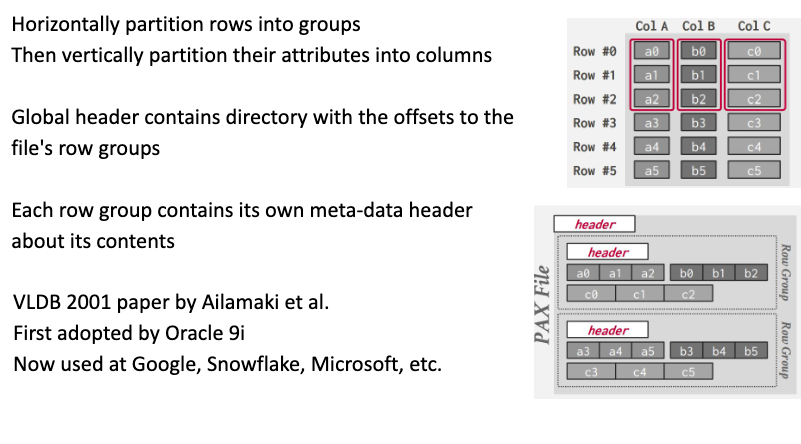 Horizontally partition rows into groups
Then vertically partition their attributes into columns
Global header contains directory with the offsets to the
file's row groups
Each row group contains its own meta-data header
about its contents
VLDB 2001 paper by Ailamaki et al.
First adopted by Oracle 9i
Now used at Google, Snowflake, Microsoft, etc.
Col A Col B Col C
Row #0 a0 b0 c0
Row #1 a1 b1 c1
Row #2 a2 b2 c2
Row #3 a3 b3 c3
Row #4 a4 b4 c4
Row #5 a5 b5 c5
PAX File
header
header
a0 a1 a2 b0 b1 b2
c0 c1 c2
Row Group
header
a3 a4 a5 b3 b4 b5
c3 c4 c5
Row Group